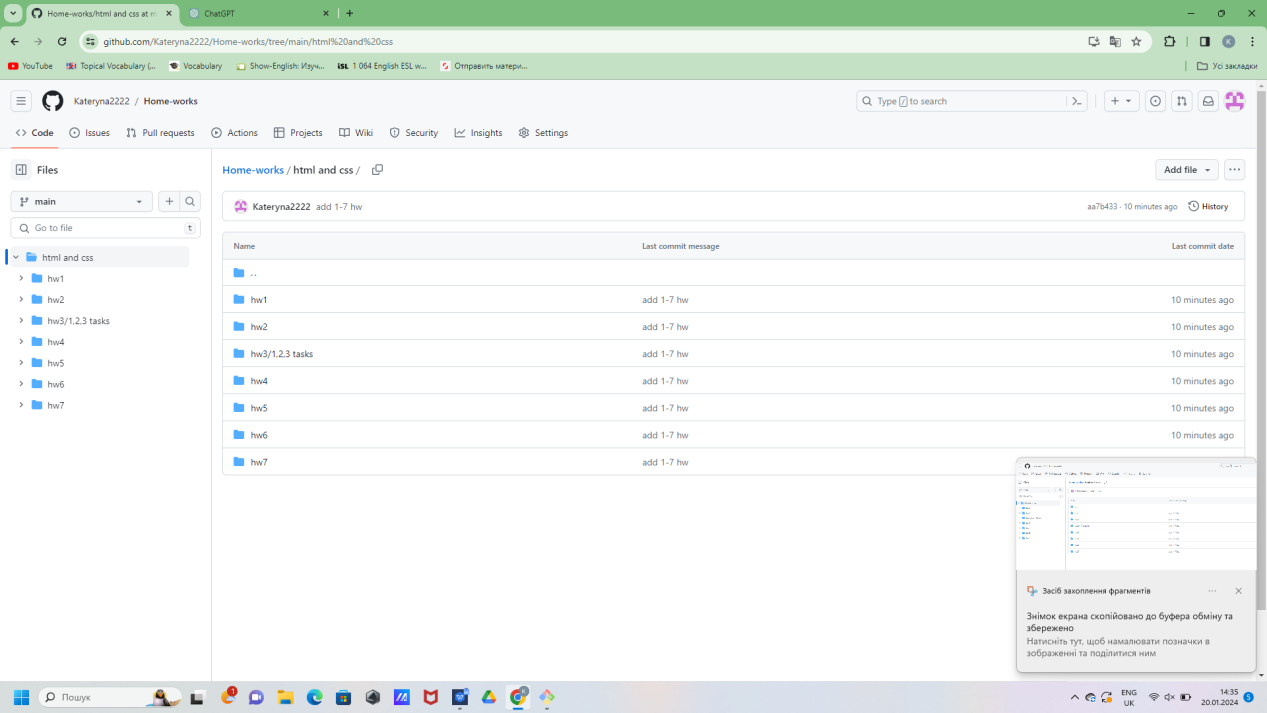 Home-works/html and css at m
ChatGPT
github.com/Kateryna2222/Home-works/tree/main/html%20and%20css
K
YouTube
Topical Vocabulary (...
Vocabulary
Show-English: Изуч...
iSL 1 064 English ESL w...
Отправить матери...
Усі закладки
Kateryna2222 / Home-works
Type / to search
Code
Issues
Pull requests
Actions
Projects
Wiki
Security
Insights
Settings
Files
Home-works / html and css /
Add file
main
Kateryna2222 add 1-7 hw
aa7b433 · 10 minutes ago
History
Go to file
t
Name
Last commit message
Last commit date
html and css
hw1
hw2
hw3/1,2,3 tasks
hw4
hw5
hw6
hw7
..
hw1 add 1-7 hw 10 minutes ago
hw2 add 1-7 hw 10 minutes ago
hw3/1,2,3 tasks add 1-7 hw 10 minutes ago
hw4 add 1-7 hw 10 minutes ago
hw5 add 1-7 hw 10 minutes ago
hw6 add 1-7 hw 10 minutes ago
hw7 add 1-7 hw
Засіб захоплення фрагментів
Знімок екрана скопійовано до буфера обміну та
збережено
Натисніть тут, щоб намалювати позначки в
зображенні та поділитися ним
Пошук
1
K
ENG
UK
14:35
20.01.2024
5